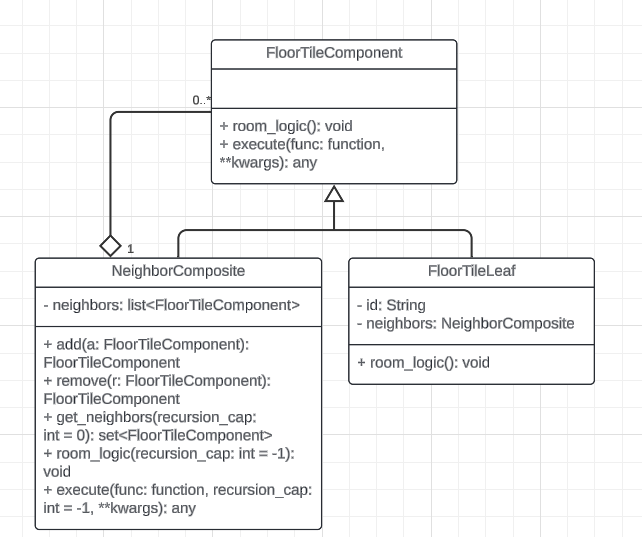 FloorTileComponent
0..*
+ room_logic(): void
+ execute(func: function,
**kwargs): any
1
NeighborComposite
- neighbors: list<FloorTileComponent>
+ add(a: FloorTileComponent):
FloorTileComponent
+ remove(r: FloorTileComponent):
FloorTileComponent
+ get_neighbors(recursion_cap:
int = 0): set<FloorTileComponent>
+ room_logic(recursion_cap: int = -1):
void
+ execute(func: function, recursion_cap:
int = -1, **kwargs): any
FloorTileLeaf
- id: String
- neighbors: NeighborComposite
+ room_logic(): void